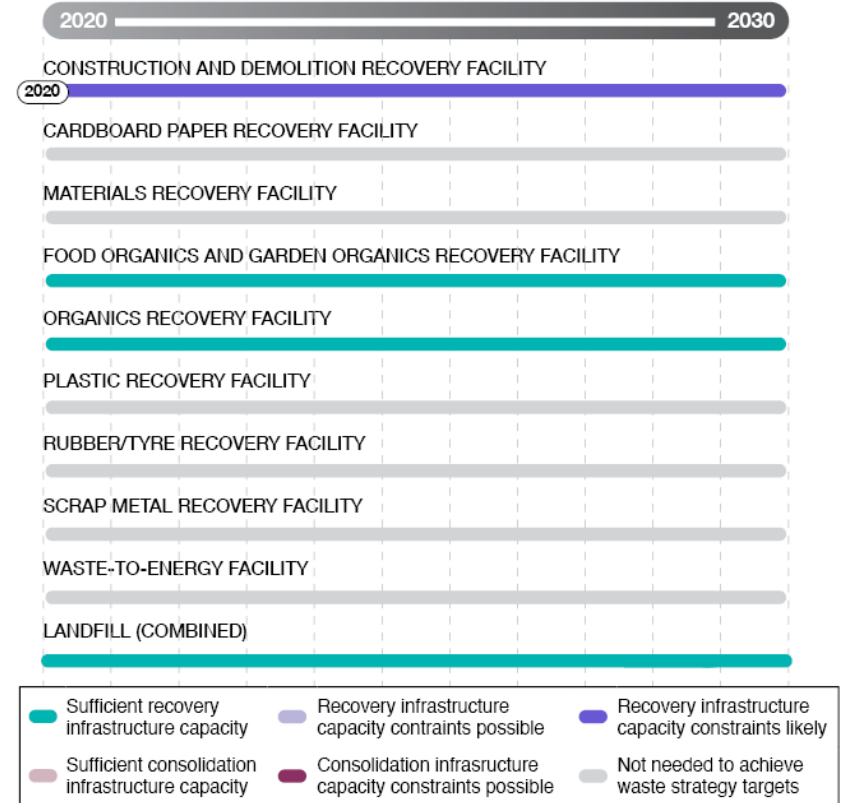 2020 2030
CONSTRUCTION AND DEMOLITION RECOVERY FACILITY
2020
CARDBOARD PAPER RECOVERY FACILITY
MATERIALS RECOVERY FACILITY
FOOD ORGANICS AND GARDEN ORGANICS RECOVERY FACILITY
ORGANICS RECOVERY FACILITY
PLASTIC RECOVERY FACILITY
RUBBER/TYRE RECOVERY FACILITY
SCRAP METAL RECOVERY FACILITY
WASTE-TO-ENERGY FACILITY
LANDFILL (COMBINED)
Sufficient recovery
infrastructure capacity
Recovery infrastructure
capacity contraints possible
Recovery infrastructure
capacity constraints likely
Sufficient consolidation
infrastructure capacity
Consolidation infrasructure
capacity constraints possible
Not needed to achieve
waste strategy targets